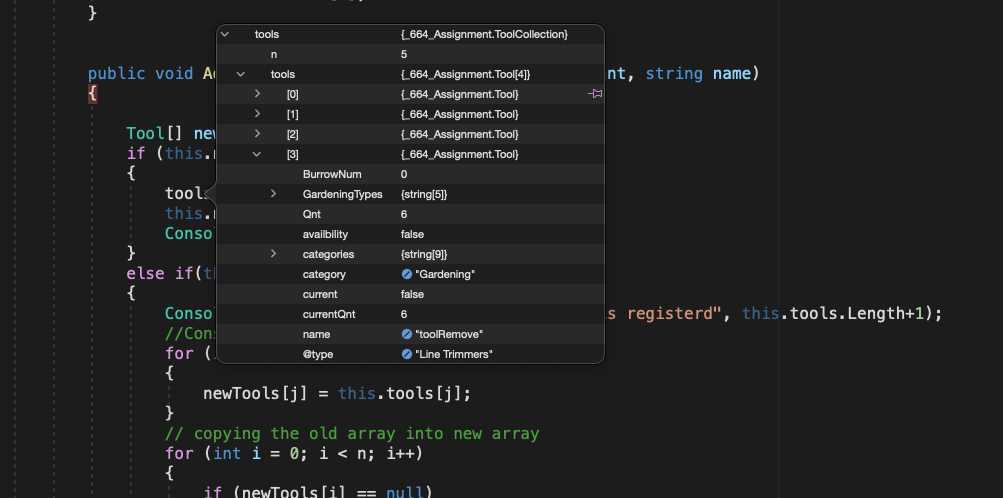 }
public void A nt, string name)
{
tools {_664_Assignment.ToolCollection}
n 5
tools {_664_Assignment.Tool[4]}
[0] {_664_Assignment.Tool}
[1] {_664_Assignment.Tool}
[2] {_664_Assignment.Tool}
[3] {_664_Assignment.Tool}
BurrowNum 0
GardeningTypes {string[5]}
Qnt 6
availbility false
categories {string[9]}
category "Gardening"
current false
currentQnt 6
name "toolRemove"
@type "Line Trimmers"
Tool[] new
if (this.
{
tools
this.
Conso
}
else if(th
{
Conso s registerd", this.tools.Length+1);
//Cons
for (
{
newTools[j] = this.tools[j];
}
// copying the old array into new array
for (int i = 0; i < n; i++)
{
if (newTools[i] == null)